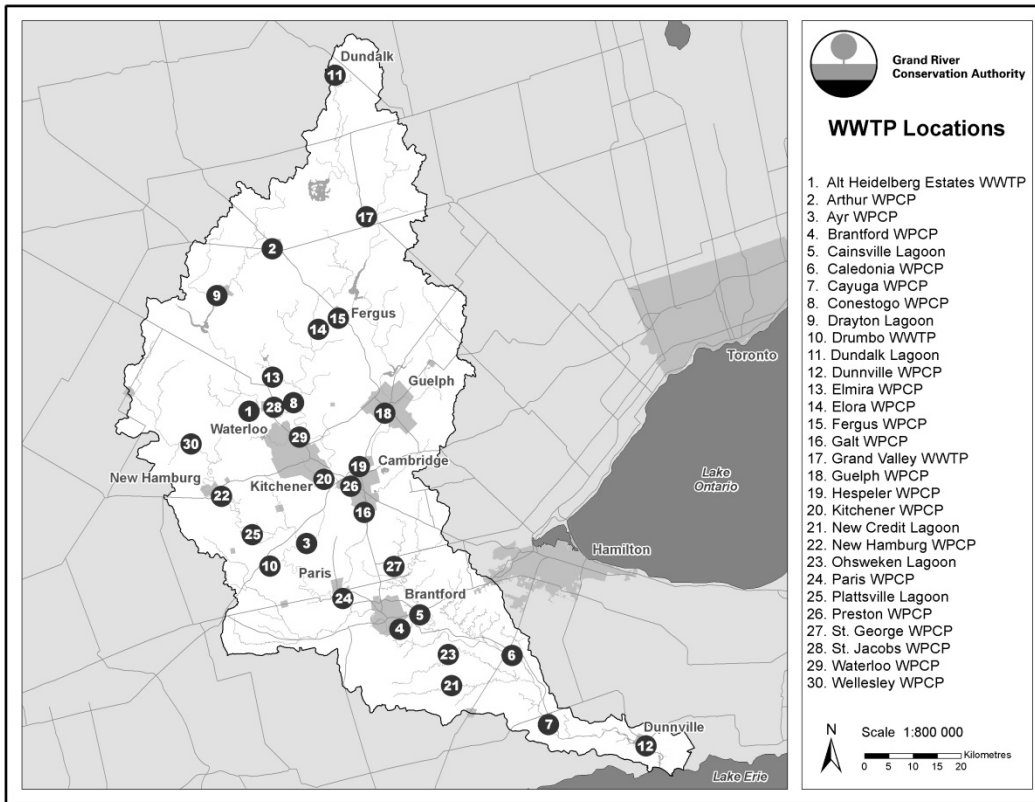 Dundalk
11
17
2
9
15
Fergus
14
13
Guelph
8
28
1
18
Waterloo
29
30
Cambridge
19
New Hamburg
Kitchener
20
26
22
16
25
3
10
Paris
27
24
Brantford
5
4
23
6
21
7
Dunnville
12
Toronto
Lake
Ontario
Hamilton
Lake Erie
Grand River
Conservation Authority
WWTP Locations
1. Alt Heidelberg Estates WWTP
2. Arthur WPCP
3. Ayr WPCP
4. Brantford WPCP
5. Cainsville Lagoon
6. Caledonia WPCP
7. Cayuga WPCP
8. Conestogo WPCP
9. Drayton Lagoon
10. Drumbo WWTP
11. Dundalk Lagoon
12. Dunnville WPCP
13. Elmira WPCP
14. Elora WPCP
15. Fergus WPCP
16. Galt WPCP
17. Grand Valley WWTP
18. Guelph WPCP
19. Hespeler WPCP
20. Kitchener WPCP
21. New Credit Lagoon
22. New Hamburg WPCP
23. Ohsweken Lagoon
24. Paris WPCP
25. Plattsville Lagoon
26. Preston WPCP
27. St. George WPCP
28. St. Jacobs WPCP
29. Waterloo WPCP
30. Wellesley WPCP
N
Scale 1:800 000
Kilometres
0 5 10 15 20